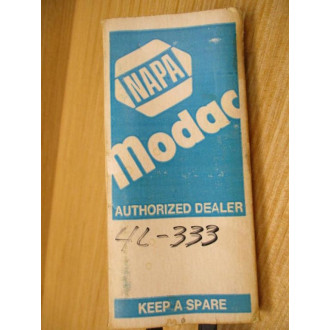 NAPA
Modac
AUTHORIZED DEALER
4L-333
KEEP A SPARE